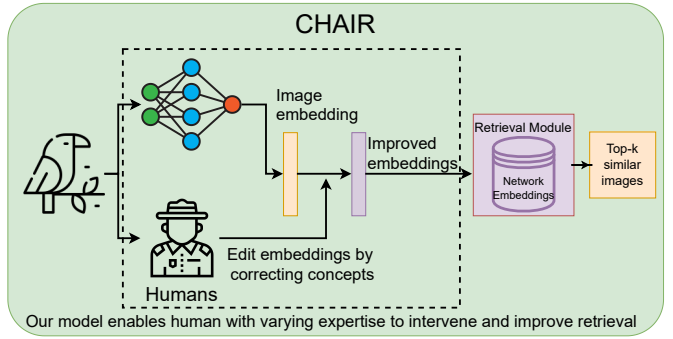 CHAIR
Image
embedding
Improved
embeddings
Retrieval Module
Network
Embeddings
Top-k
similar
images
Edit embeddings by
correcting concepts
Humans
Our model enables human with varying expertise to intervene and improve retrieval